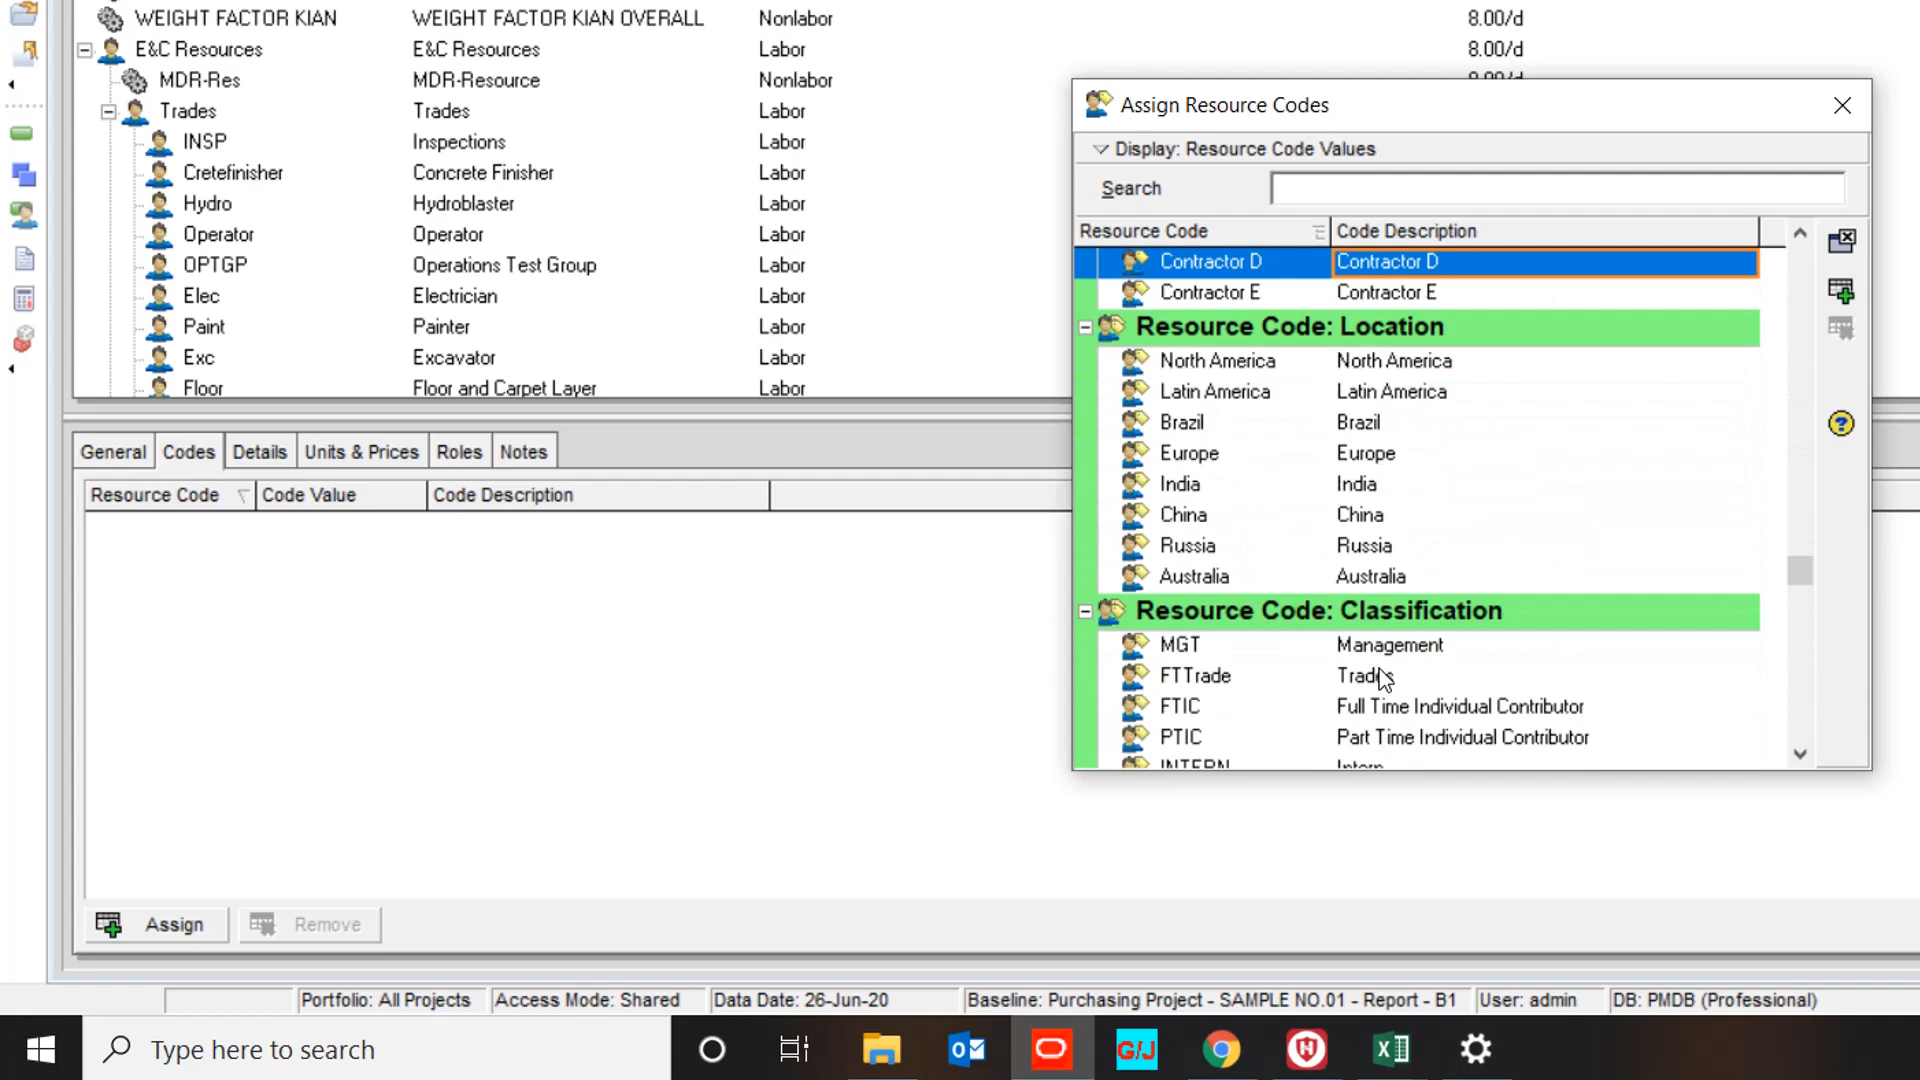 WEIGHT FACTOR KIAN WEIGHT FACTOR KIAN OVERALL Nonlabor 8.00/d
E&C Resources E&C Resources Labor 8.00/d
MDR-Res MDR-Resource Nonlabor 8.00/d
Trades Trades Labor
INSP Inspections Labor
Cretefinisher Concrete Finisher Labor
Hydro Hydroblaster Labor
Operator Operator Labor
OPTGP Operations Test Group Labor
Elec Electrician Labor
Paint Painter Labor
Exc Excavator Labor
Floor Floor and Carpet Layer Labor
Assign Resource Codes
Display: Resource Code Values
Search
Resource Code Code Description
Contractor D Contractor D
Contractor E Contractor E
Resource Code: Location
North America North America
Latin America Latin America
Brazil Brazil
Europe Europe
India India
China China
Russia Russia
Australia Australia
Resource Code: Classification
MGT Management
FTTrade Trades
FTIC Full Time Individual Contributor
PTIC Part Time Individual Contributor
INTERN Intern
General Codes Details Units & Prices Roles Notes
Resource Code Code Value Code Description
Assign Remove
Portfolio: All Projects Access Mode: Shared Data Date: 26-Jun-20 Baseline: Purchasing Project - SAMPLE NO.01 - Report - B1 User: admin DB: PMDB (Professional)
Type here to search
G/J